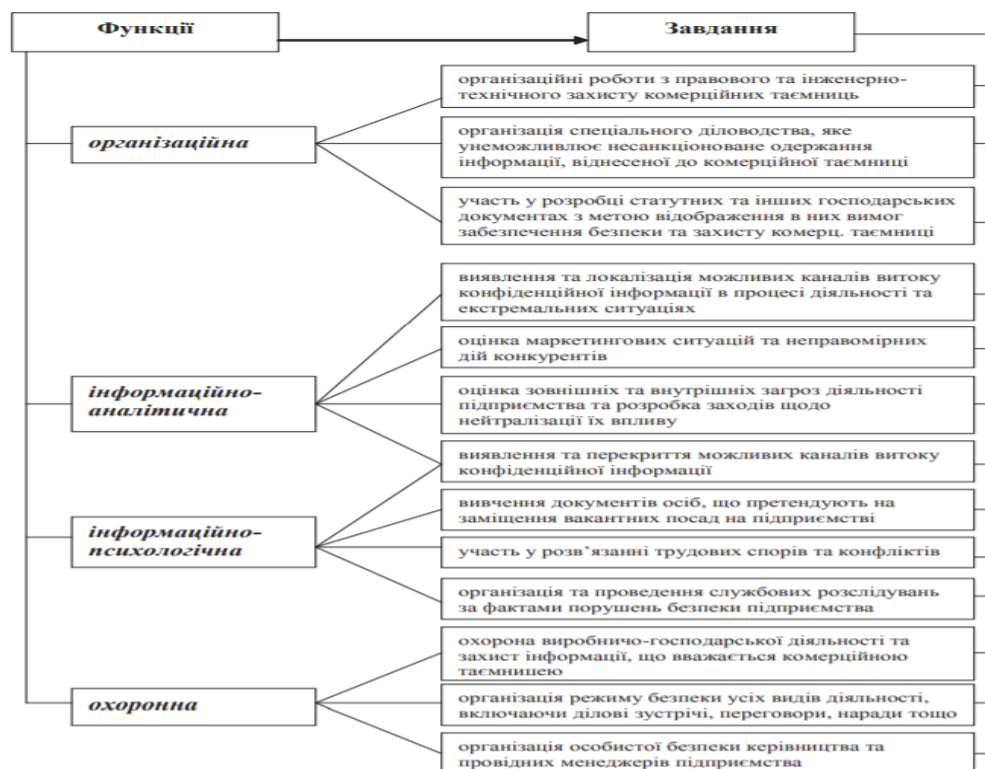 Функції
Завдання
організаційна
організаційні роботи з правового та інженерно-
технічного захисту комерційних таємниць
організація спеціального діловодства, яке
унеможливлює несанкціоноване одержання
інформації, віднесеної до комерційної таємниці
участь у розробці статутних та інших господарських
документах з метою відображення в них вимог
забезпечення безпеки та захисту комерц. таємниці
інформаційно-
аналітична
виявлення та локалізація можливих каналів витоку
конфіденційної інформації в процесі діяльності та
екстремальних ситуаціях
оцінка маркетингових ситуацій та неправомірних
дій конкурентів
оцінка зовнішніх та внутрішніх загроз діяльності
підприємства та розробка заходів щодо
нейтралізації їх впливу
виявлення та перекриття можливих каналів витоку
конфіденційної інформації
інформаційно-
психологічна
вивчення документів осіб, що претендують на
заміщення вакантних посад на підприємстві
участь у розв’язанні трудових спорів та конфліктів
організація та проведення службових розслідувань
за фактами порушень безпеки підприємства
охоронна
охорона виробничо-господарської діяльності та
захист інформації, що вважається комерційною
таємницею
організація режиму безпеки усіх видів діяльності,
включаючи ділові зустрічі, переговори, наради тощо
організація особистої безпеки керівництва та
провідних менеджерів підприємства